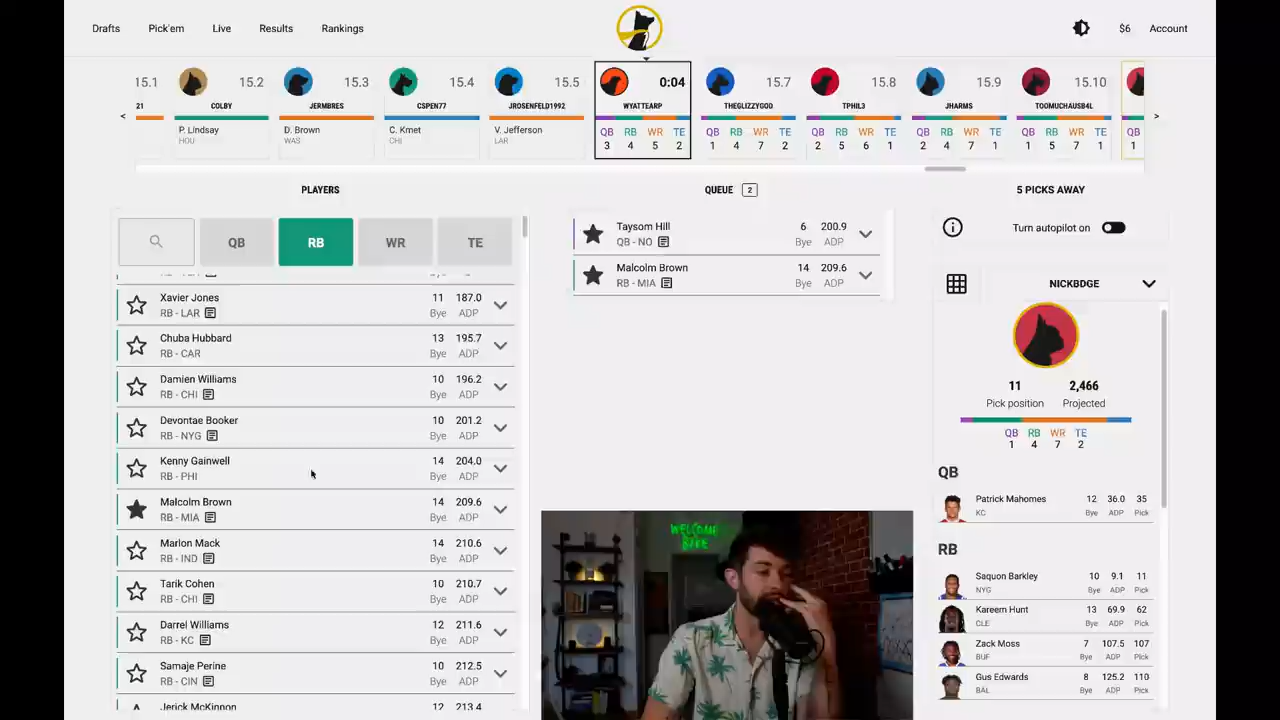 Drafts
Pick'em
Live
Results
Rankings
$6
Account
15.1
21
15.2
COLBY
P. Lindsay
HOU
15.3
JERMBRES
D. Brown
WAS
15.4
CSPEN77
C. Kmet
CHI
15.5
JROSENFELD1992
V. Jefferson
LAR
0:04
WYATTEARP
QB RB WR TE
3 4 5 2
15.7
THEGLIZZYGOD
QB RB WR TE
1 4 7 2
15.8
TPHIL3
QB RB WR TE
2 5 6 1
15.9
JHARMS
QB RB WR TE
2 4 7 1
15.10
TOOMUCHAUSB4L
QB RB WR TE
1 5 7 1
QB
1
<
>
PLAYERS
QB
RB
WR
TE
Xavier Jones 11 187.0
RB - LAR Bye ADP
Chuba Hubbard 13 195.7
RB - CAR Bye ADP
Damien Williams 10 196.2
RB - CHI Bye ADP
Devontae Booker 10 201.2
RB - NYG Bye ADP
Kenny Gainwell 14 204.0
RB - PHI Bye ADP
Malcolm Brown 14 209.6
RB - MIA Bye ADP
Marlon Mack 14 210.6
RB - IND Bye ADP
Tarik Cohen 10 210.7
RB - CHI Bye ADP
Darrel Williams 12 211.6
RB - KC Bye ADP
Samaje Perine 10 212.5
RB - CIN Bye ADP
Jerick McKinnon 12 213.4
QUEUE 2
Taysom Hill 6 200.9
QB - NO Bye ADP
Malcolm Brown 14 209.6
RB - MIA Bye ADP
WELCOME
BIKE
5 PICKS AWAY
Turn autopilot on
NICKBDGE
11 2,466
Pick position Projected
QB RB WR TE
1 4 7 2
QB
Patrick Mahomes 12 36.0 35
KC Bye ADP Pick
RB
Saquon Barkley 10 9.1 11
NYG Bye ADP Pick
Kareem Hunt 13 69.9 62
CLE Bye ADP Pick
Zack Moss 7 107.5 107
BUF Bye ADP Pick
Gus Edwards 8 125.2 110
BAL Bye ADP Pick